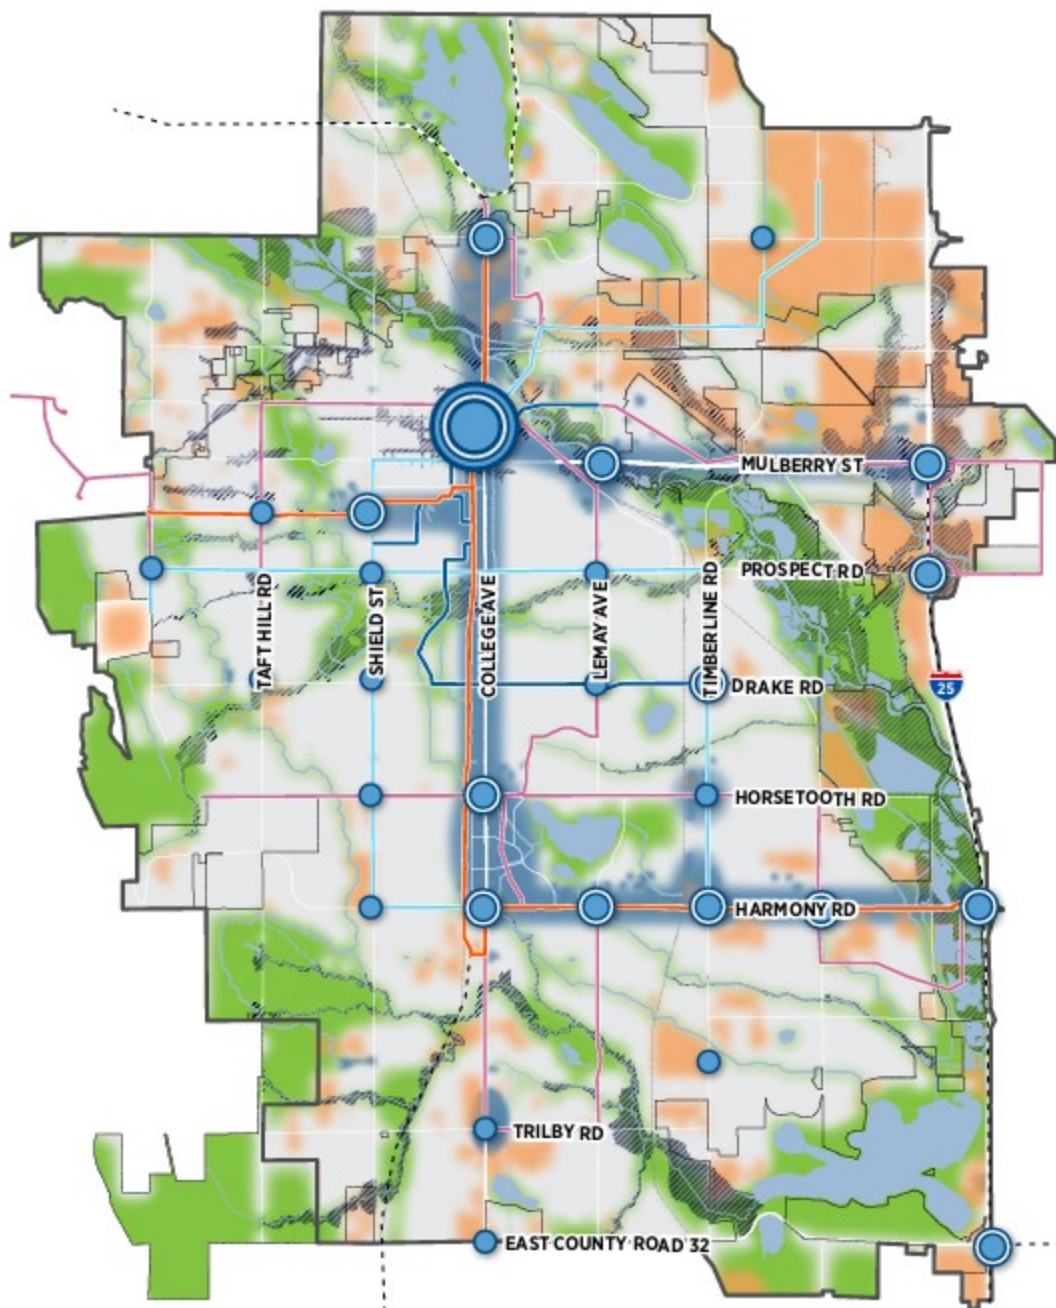 MULBERRY ST
PROSPECT RD
TAFT HILL RD
SHIELD ST
COLLEGE AVE
LEMAY AVE
TIMBERLINE RD
DRAKE RD
25
HORSETOOTH RD
HARMONY RD
TRILBY RD
EAST COUNTY ROAD 32